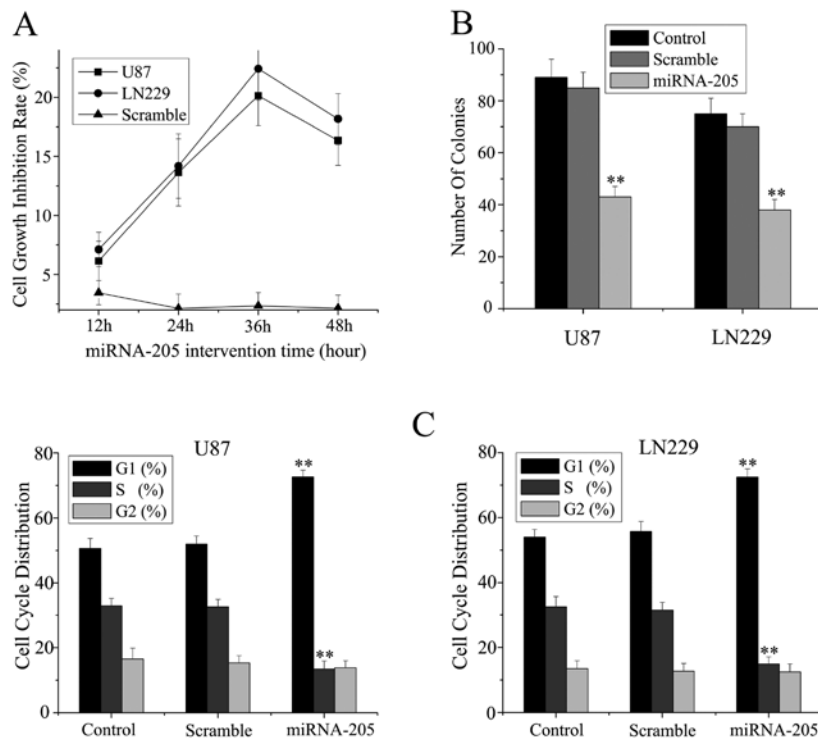 A
Cell Growth Inhibition Rate (%)
20
15
10
5
U87
LN229
Scramble
12h 24h 36h 48h
miRNA-205 intervention time (hour)
B
Number Of Colonies
100
80
60
40
20
0
Control
Scramble
miRNA-205
** **
U87 LN229
U87
Cell Cycle Distribution
80
60
40
20
0
G1 (%)
S (%)
G2 (%)
**
**
Control Scramble miRNA-205
C
LN229
Cell Cycle Distribution
80
60
40
20
0
G1 (%)
S (%)
G2 (%)
**
**
Control Scramble miRNA-205